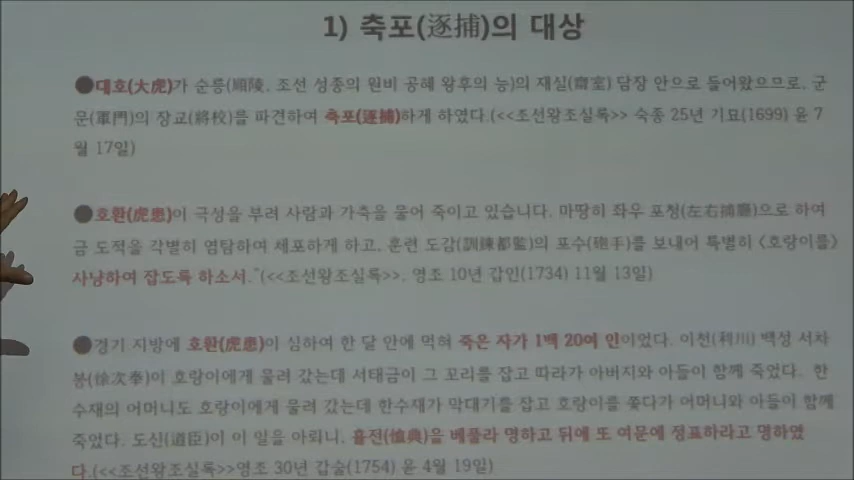 1) 축포(逐捕)의 대상
●대호(大虎)가 순릉(順陵, 조선 성종의 원비 공혜 왕후의 능)의 재실(齋室) 담장 안으로 들어왔으므로, 군
문(軍門)의 장교(將校)를 파견하여 축포(逐捕)하게 하였다.(<<조선왕조실록>> 숙종 25년 기묘(1699) 윤 7
월 17일)
●호환(虎患)이 극성을 부려 사람과 가축을 물어 죽이고 있습니다. 마땅히 좌우 포청(左右捕廳)으로 하여
금 도적을 각별히 염탐하여 체포하게 하고, 훈련 도감(訓鍊都監)의 포수(砲手)를 보내어 특별히 〈호랑이를〉
사냥하여 잡도록 하소서."(<<조선왕조실록>>, 영조 10년 갑인(1734) 11월 13일)
●경기 지방에 호환(虎患)이 심하여 한 달 안에 먹혀 죽은 자가 1백 20여 인이었다. 이천(利川) 백성 서차
봉(徐次奉)이 호랑이에게 물려 갔는데 서태금이 그 꼬리를 잡고 따라가 아버지와 아들이 함께 죽었다. 한
수재의 어머니도 호랑이에게 물려 갔는데 한수재가 막대기를 잡고 호랑이를 쫓다가 어머니와 아들이 함께
죽었다. 도신(道臣)이 이 일을 아뢰니, 휼전(恤典)을 베풀라 명하고 뒤에 또 여문에 정표하라고 명하였
다.(<<조선왕조실록>>영조 30년 갑술(1754) 윤 4월 19일)